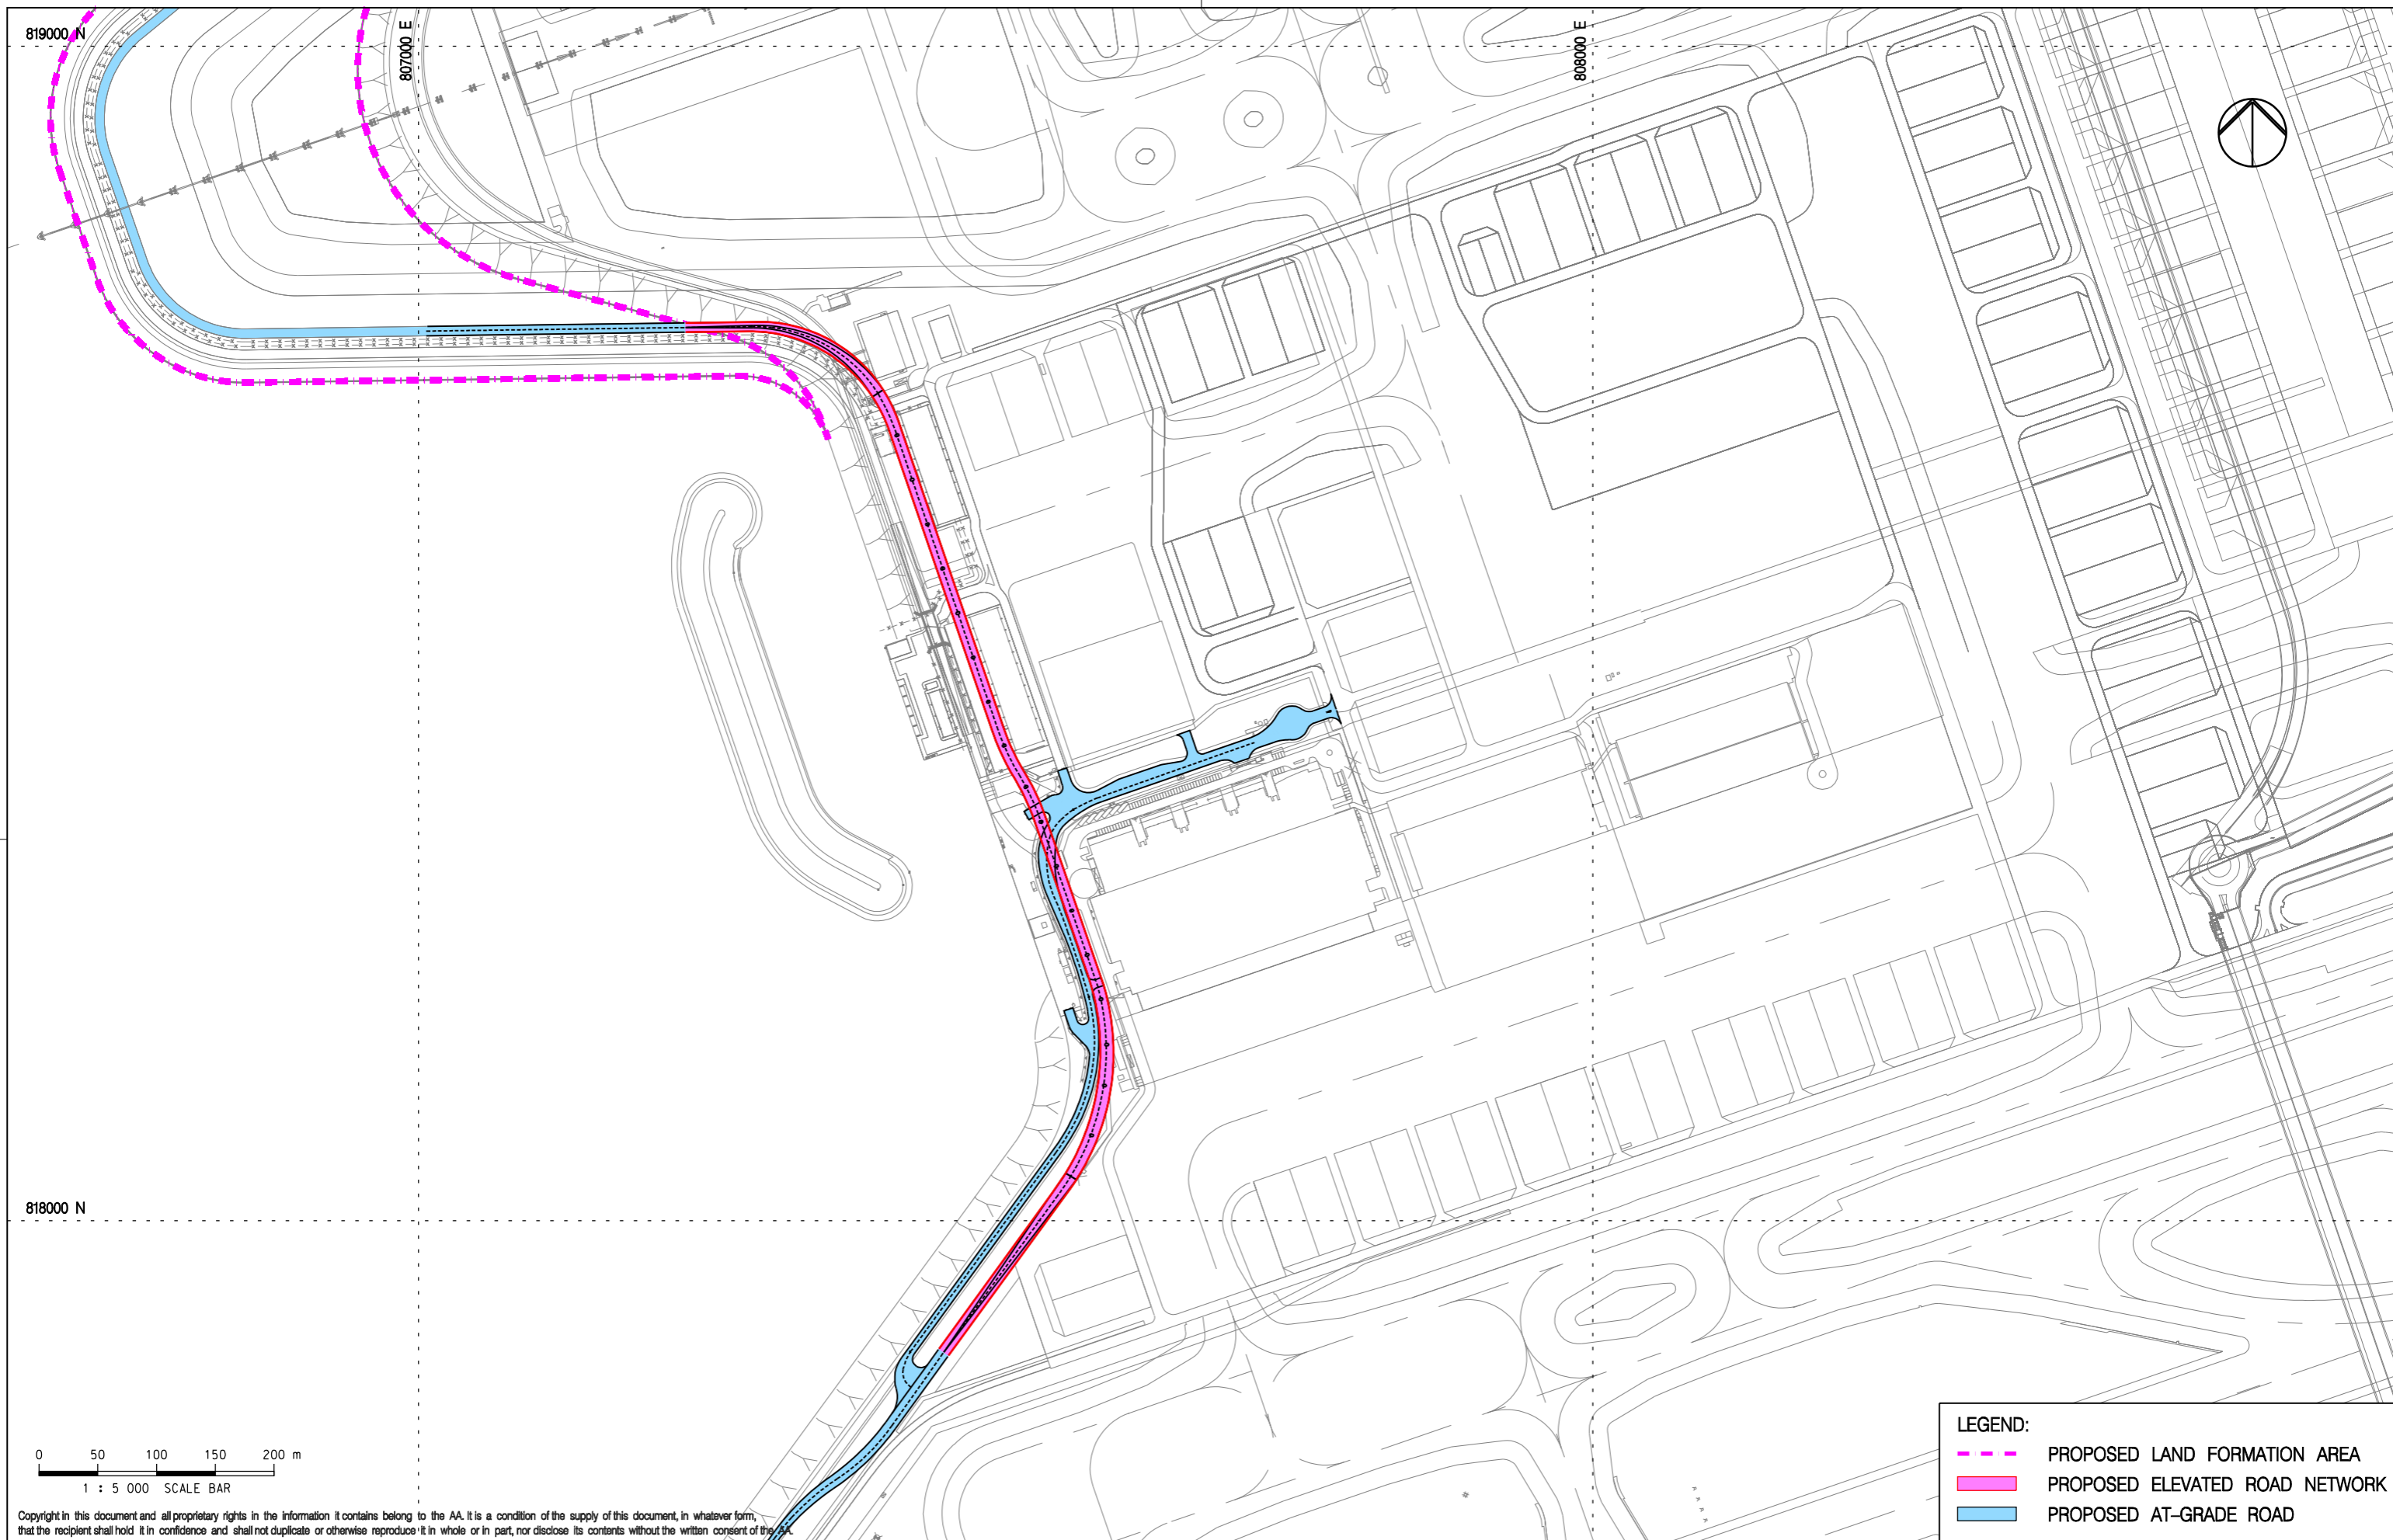 819000 N
807000 E
808000 E
818000 N
0 50 100 150 200 m
1 : 5 000 SCALE BAR
LEGEND:
PROPOSED LAND FORMATION AREA
PROPOSED ELEVATED ROAD NETWORK
PROPOSED AT-GRADE ROAD
Copyright in this document and all proprietary rights in the information it contains belong to the AA. It is a condition of the supply of this document, in whatever form,
that the recipient shall hold it in confidence and shall not duplicate or otherwise reproduce it in whole or in part, nor disclose its contents without the written consent of the AA.